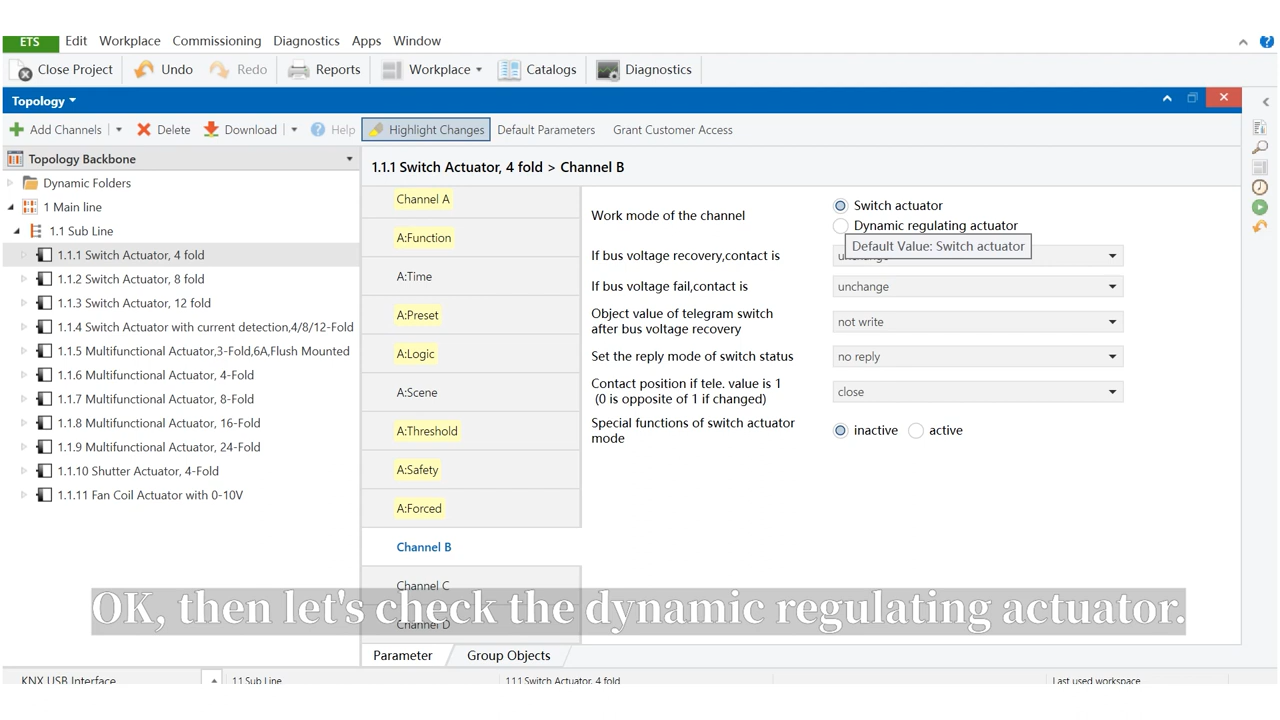 ETS Edit Workplace Commissioning Diagnostics Apps Window
Close Project Undo Redo Reports Workplace Catalogs Diagnostics
Topology
Add Channels Delete Download Help Highlight Changes Default Parameters Grant Customer Access
Topology Backbone
Dynamic Folders
1 Main line
1.1 Sub Line
1.1.1 Switch Actuator, 4 fold
1.1.2 Switch Actuator, 8 fold
1.1.3 Switch Actuator, 12 fold
1.1.4 Switch Actuator with current detection,4/8/12-Fold
1.1.5 Multifunctional Actuator,3-Fold,6A,Flush Mounted
1.1.6 Multifunctional Actuator, 4-Fold
1.1.7 Multifunctional Actuator, 8-Fold
1.1.8 Multifunctional Actuator, 16-Fold
1.1.9 Multifunctional Actuator, 24-Fold
1.1.10 Shutter Actuator, 4-Fold
1.1.11 Fan Coil Actuator with 0-10V
1.1.1 Switch Actuator, 4 fold > Channel B
Channel A
A:Function
A:Time
A:Preset
A:Logic
A:Scene
A:Threshold
A:Safety
A:Forced
Channel B
Channel C
Channel D
Work mode of the channel
Switch actuator
Dynamic regulating actuator
Default Value: Switch actuator
If bus voltage recovery,contact is unchange
If bus voltage fail,contact is unchange
Object value of telegram switch
after bus voltage recovery
not write
Set the reply mode of switch status no reply
Contact position if tele. value is 1
(0 is opposite of 1 if changed)
close
Special functions of switch actuator
mode
inactive active
OK, then let's check the dynamic regulating actuator.
Parameter Group Objects
KNX USB Interface 1.1 Sub Line 1.1.1 Switch Actuator, 4 fold Last used workspace